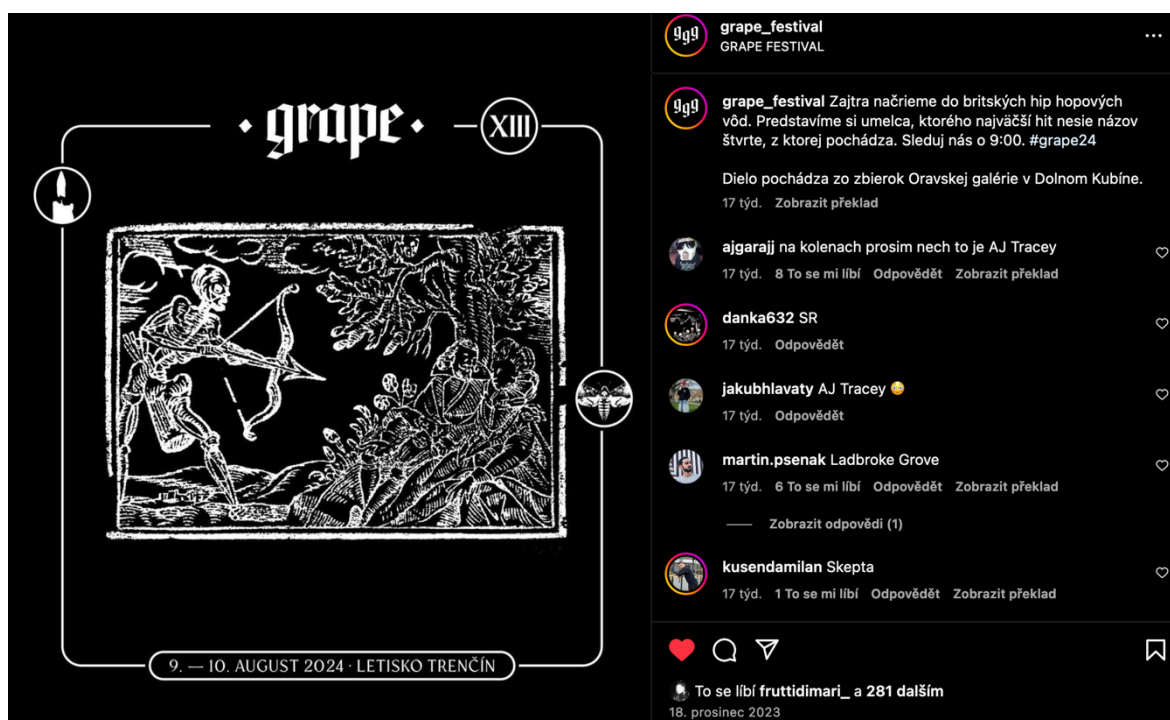 grape
XIII
9. — 10. AUGUST 2024 · LETISKO TRENČÍN
ggg
grape_festival
GRAPE FESTIVAL
ggg
grape_festival Zajtra načrieme do britských hip hopových
vôd. Predstavíme si umelca, ktorého najväčší hit nesie názov
štvrte, z ktorej pochádza. Sleduj nás o 9:00. #grape24
Dielo pochádza zo zbierok Oravskej galérie v Dolnom Kubíne.
17 týd. Zobrazit překlad
ajgarajj na kolenach prosim nech to je AJ Tracey
17 týd. 8 To se mi líbí Odpovědět Zobrazit překlad
danka632 SR
17 týd. Odpovědět
jakubhlavaty AJ Tracey 😳
17 týd. Odpovědět
martin.psenak Ladbroke Grove
17 týd. 6 To se mi líbí Odpovědět Zobrazit překlad
Zobrazit odpovědi (1)
kusendamilan Skepta
17 týd. 1 To se mi líbí Odpovědět Zobrazit překlad
To se líbí fruttidimari_ a 281 dalším
18. prosinec 2023